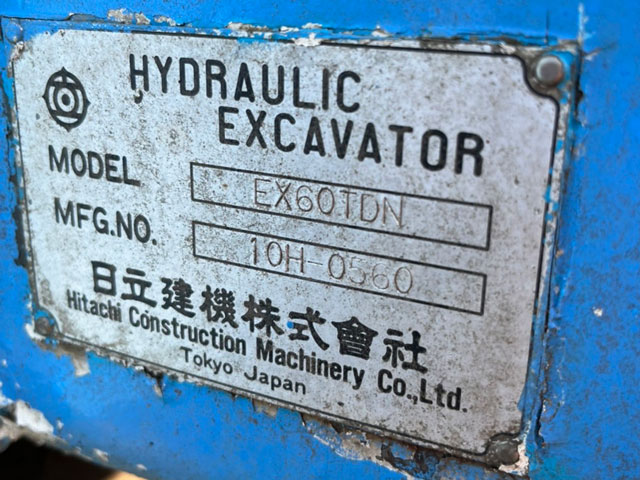 HYDRAULIC
EXCAVATOR
MODEL EX60TDN
MFG.NO. 10H-0560
日立建機株式會社
Hitachi Construction Machinery Co.,Ltd.
Tokyo Japan